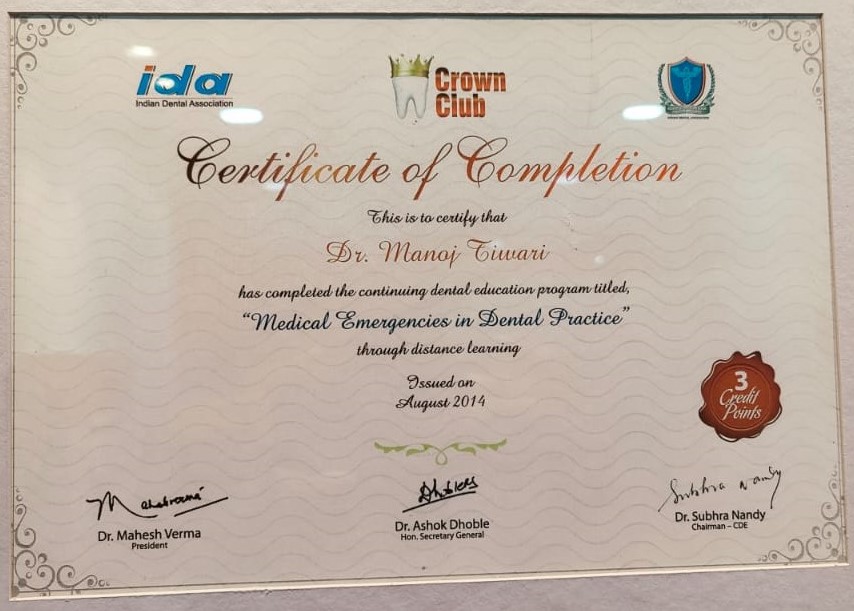 ida
Indian Dental Association
Crown
Club
Certificate of Completion
This is to certify that
Dr. Manoj Tiwari
has completed the continuing dental education program titled,
“Medical Emergencies in Dental Practice”
through distance learning
Issued on
August 2014
3
Credit
Points
Dr. Mahesh Verma
President
Dr. Ashok Dhoble
Hon. Secretary General
Subhra Nandy
Dr. Subhra Nandy
Chairman – CDE